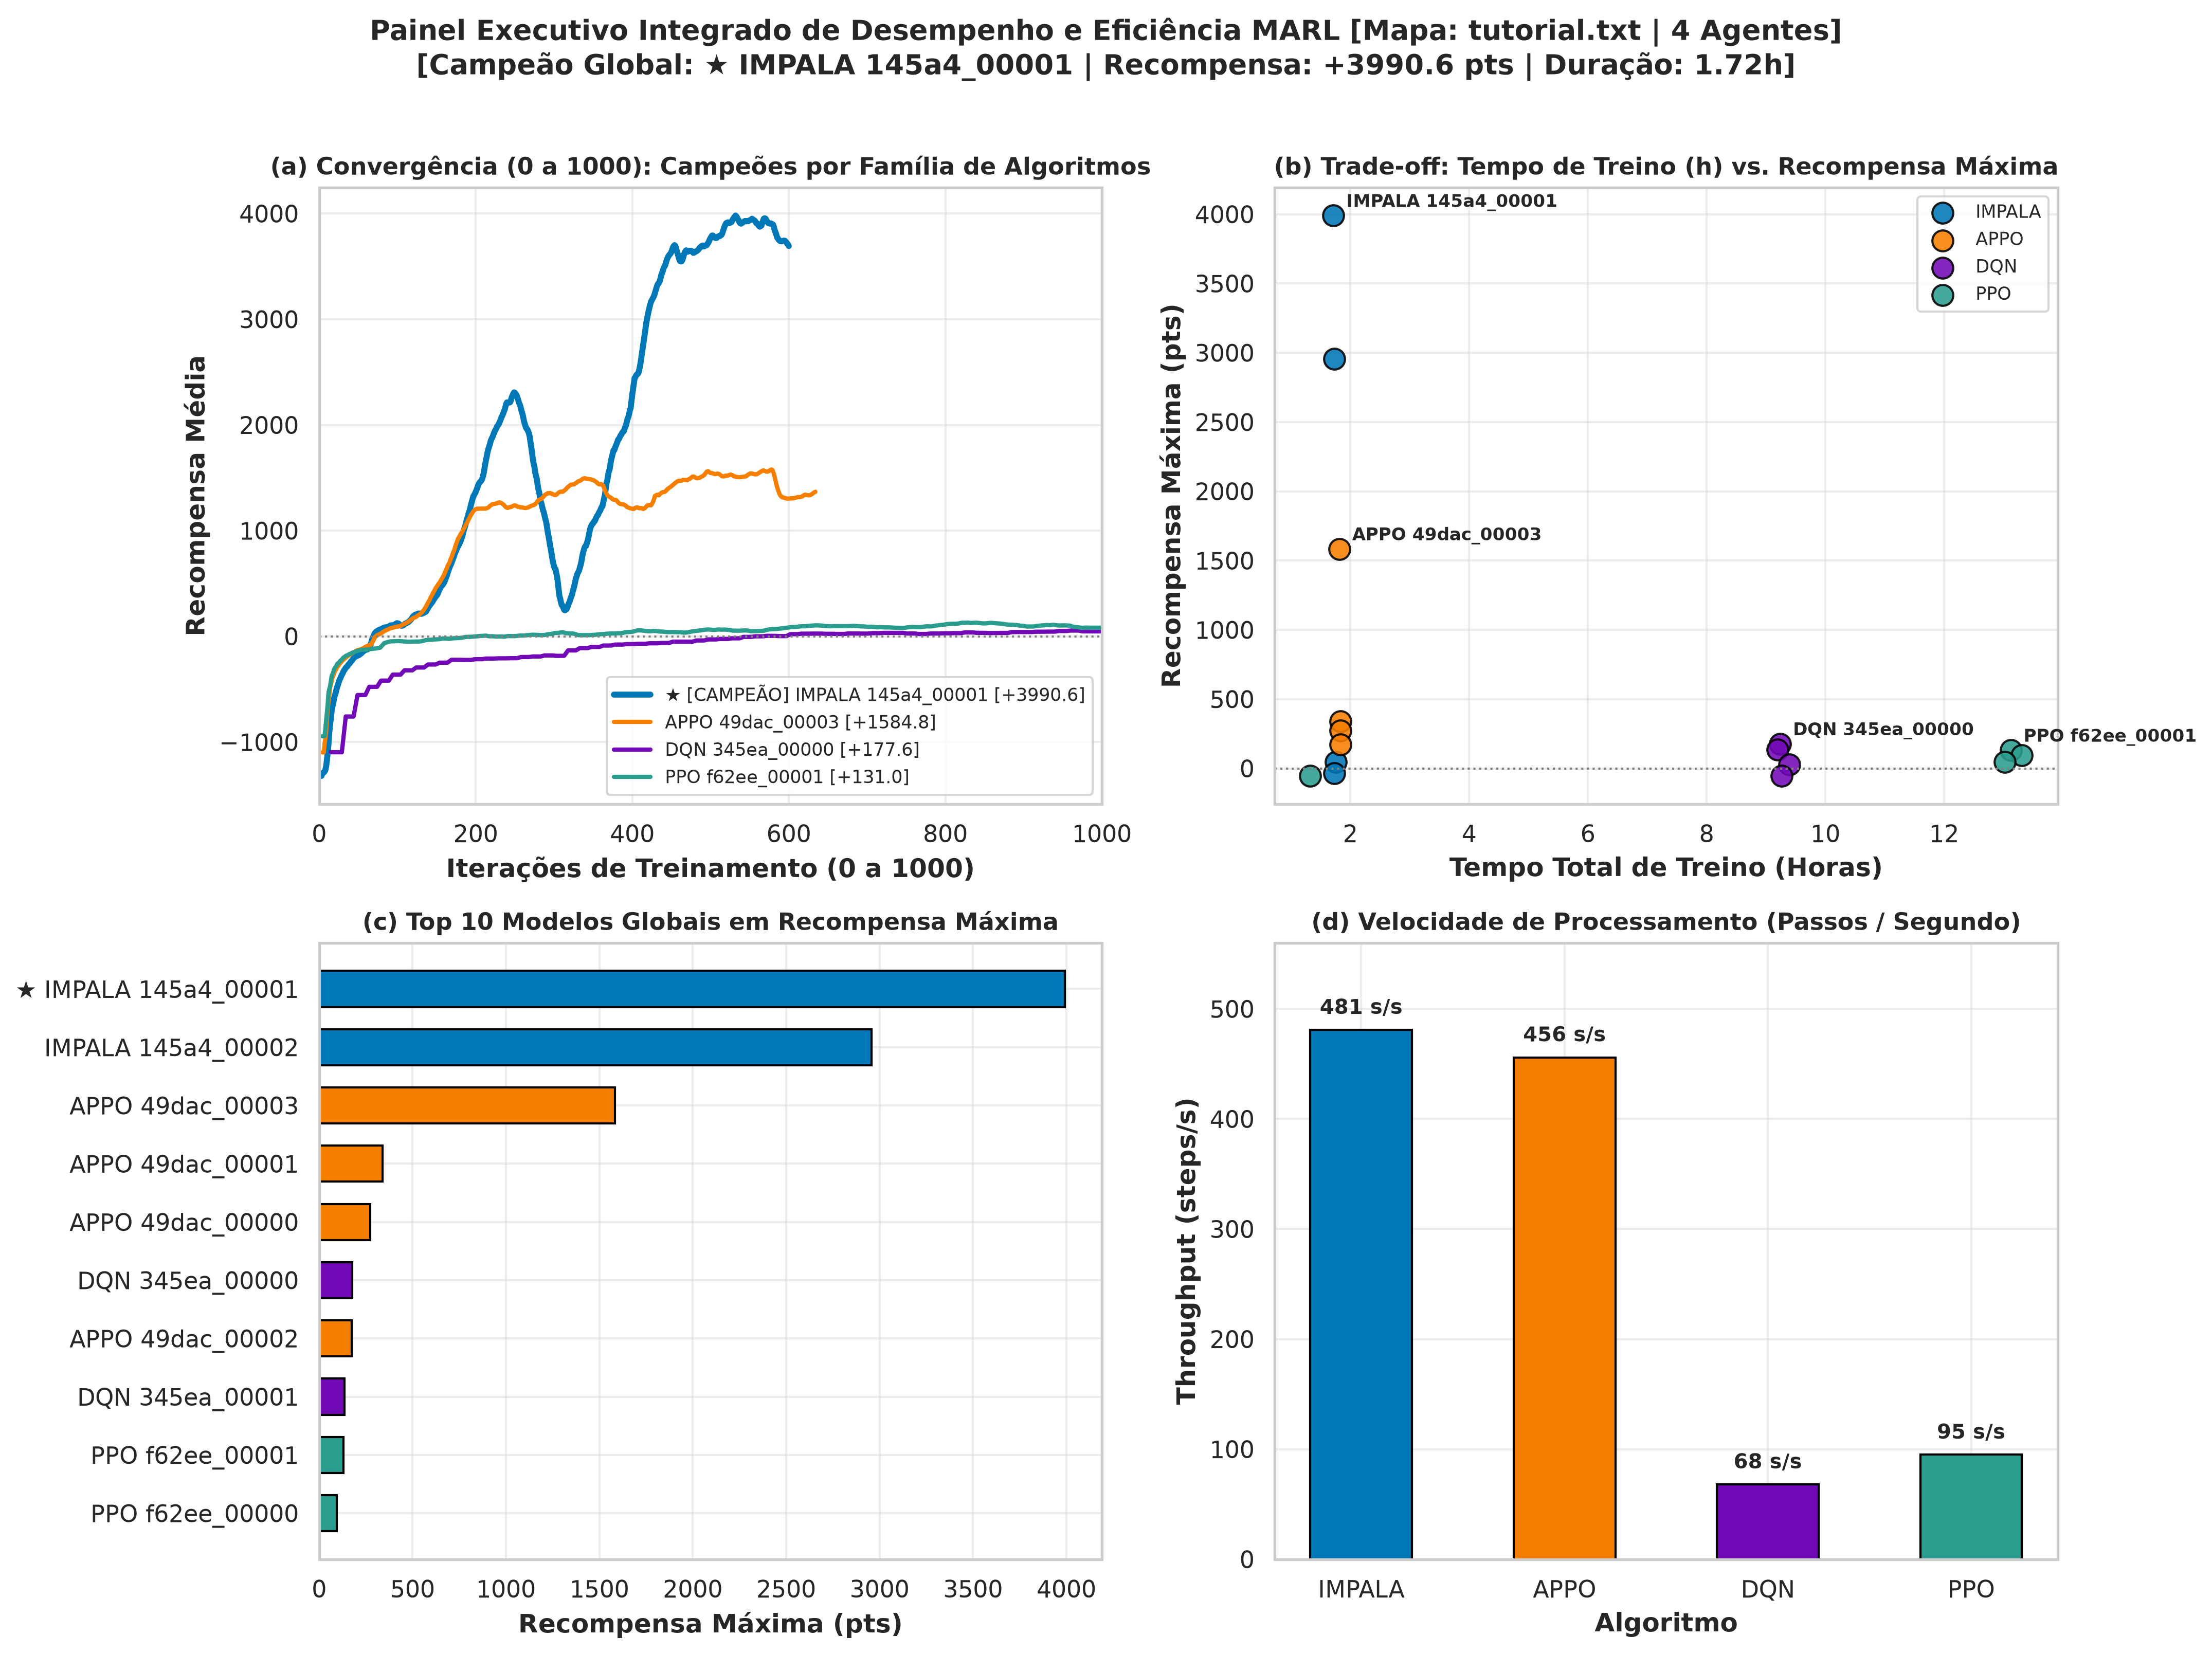 Painel Executivo Integrado de Desempenho e Eficiência MARL [Mapa: tutorial.txt | 4 Agentes]
[Campeão Global: ★ IMPALA 145a4_00001 | Recompensa: +3990.6 pts | Duração: 1.72h]
(a) Convergência (0 a 1000): Campeões por Família de Algoritmos
Recompensa Média
4000
3000
2000
1000
0
−1000
★ [CAMPEÃO] IMPALA 145a4_00001 [+3990.6]
APPO 49dac_00003 [+1584.8]
DQN 345ea_00000 [+177.6]
PPO f62ee_00001 [+131.0]
0 200 400 600 800 1000
Iterações de Treinamento (0 a 1000)
(b) Trade-off: Tempo de Treino (h) vs. Recompensa Máxima
Recompensa Máxima (pts)
4000
3500
3000
2500
2000
1500
1000
500
0
IMPALA 145a4_00001
APPO 49dac_00003
DQN 345ea_00000
PPO f62ee_00001
IMPALA
APPO
DQN
PPO
2 4 6 8 10 12
Tempo Total de Treino (Horas)
(c) Top 10 Modelos Globais em Recompensa Máxima
★ IMPALA 145a4_00001
IMPALA 145a4_00002
APPO 49dac_00003
APPO 49dac_00001
APPO 49dac_00000
DQN 345ea_00000
APPO 49dac_00002
DQN 345ea_00001
PPO f62ee_00001
PPO f62ee_00000
0 500 1000 1500 2000 2500 3000 3500 4000
Recompensa Máxima (pts)
(d) Velocidade de Processamento (Passos / Segundo)
Throughput (steps/s)
500
400
300
200
100
0
481 s/s
456 s/s
68 s/s
95 s/s
IMPALA APPO DQN PPO
Algoritmo